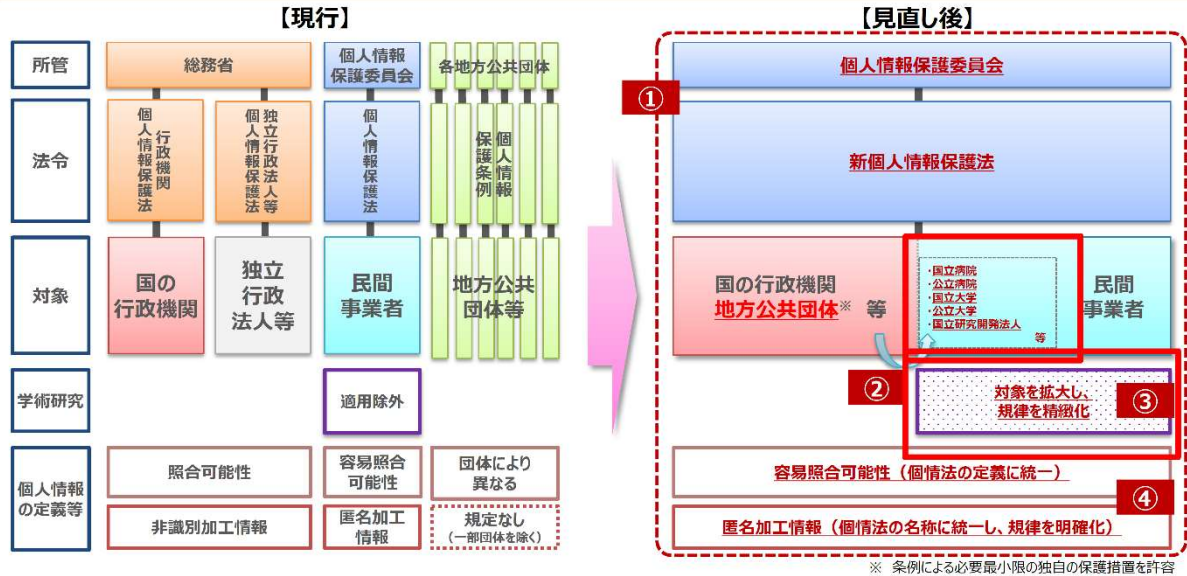 【現行】
所管
総務省
個人情報
保護委員会
各地方公共団体
法令
行政機関
個人情報保護法
独立行政法人等
個人情報保護法
個人情報保護法
個人情報
保護条例
対象
国の
行政機関
独立
行政
法人等
民間
事業者
地方公共
団体等
学術研究
適用除外
個人情報
の定義等
照合可能性
容易照合
可能性
団体により
異なる
非識別加工情報
匿名加工
情報
規定なし
(一部団体を除く)
【見直し後】
①
個人情報保護委員会
新個人情報保護法
国の行政機関
地方公共団体※ 等
・国立病院
・公立病院
・国立大学
・公立大学
・国立研究開発法人
等
民間
事業者
②
対象を拡大し、
規律を精緻化
③
容易照合可能性(個情法の定義に統一)
④
匿名加工情報(個情法の名称に統一し、規律を明確化)
※ 条例による必要最小限の独自の保護措置を許容